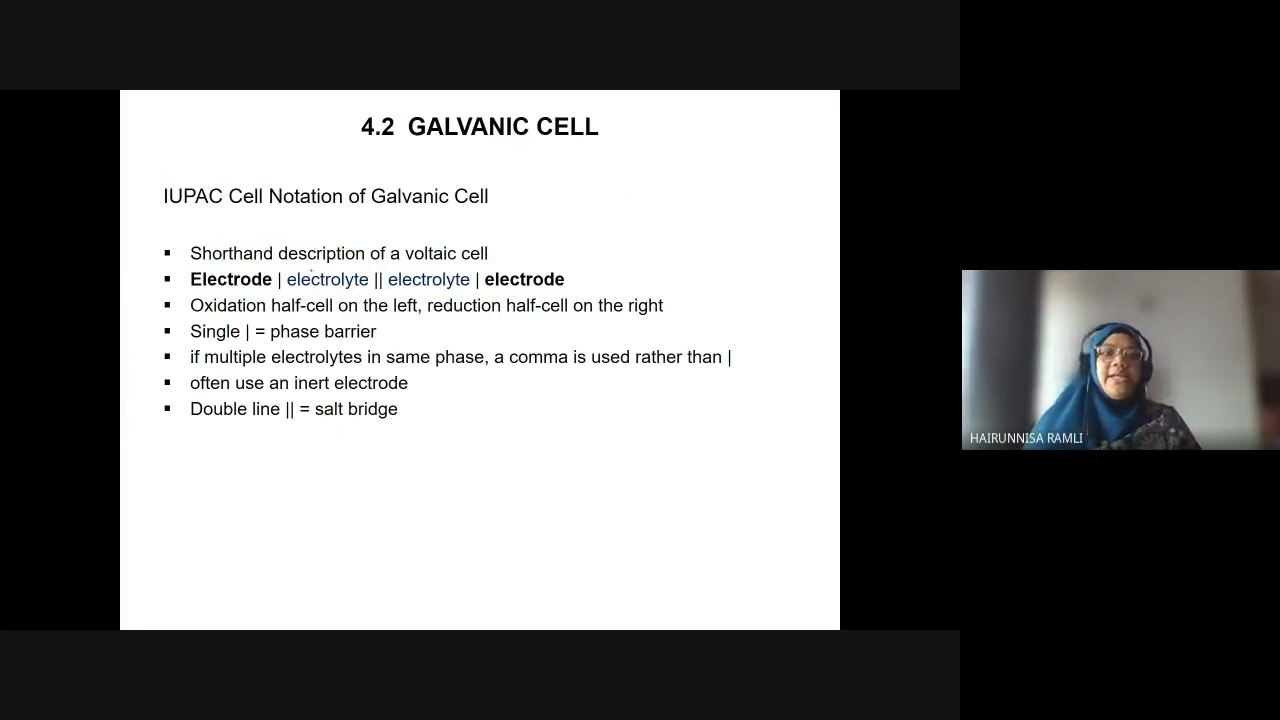 4.2 GALVANIC CELL
IUPAC Cell Notation of Galvanic Cell
▪ Shorthand description of a voltaic cell
▪ Electrode | electrolyte || electrolyte | electrode
▪ Oxidation half-cell on the left, reduction half-cell on the right
▪ Single | = phase barrier
▪ if multiple electrolytes in same phase, a comma is used rather than |
▪ often use an inert electrode
▪ Double line || = salt bridge
HAIRUNNISA RAMLI